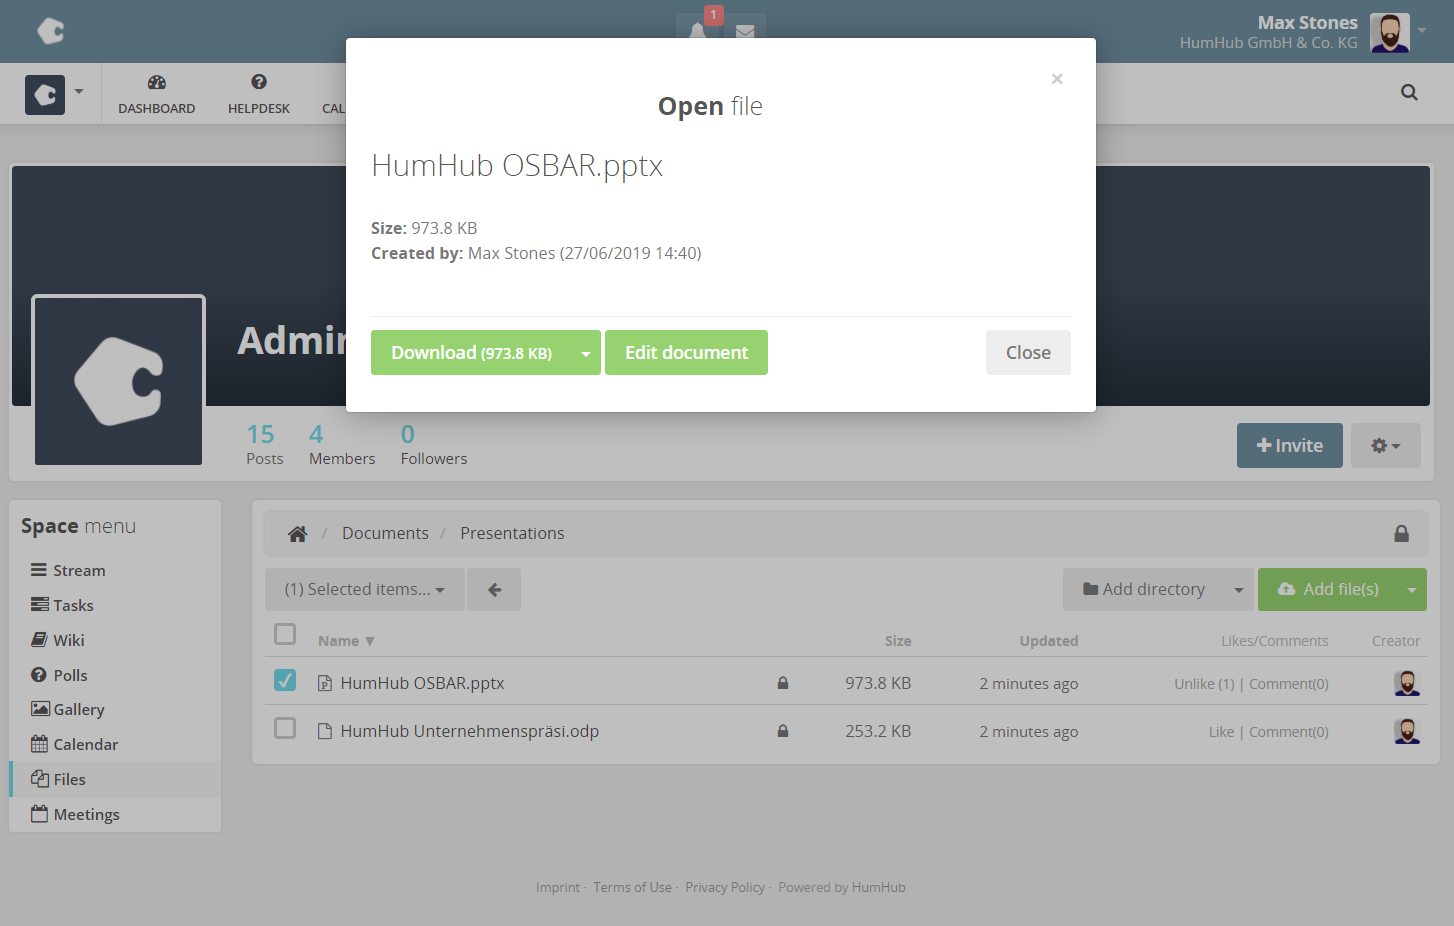 1
Max Stones
HumHub GmbH & Co. KG
DASHBOARD HELPDESK CAL
×
Open file
HumHub OSBAR.pptx
Size: 973.8 KB
Created by: Max Stones (27/06/2019 14:40)
Download (973.8 KB) Edit document Close
Admin
15 4 0
Posts Members Followers
Invite
Space menu
Stream
Tasks
Wiki
Polls
Gallery
Calendar
Files
Meetings
/ Documents / Presentations
(1) Selected items... Add directory Add file(s)
Name ▼ Size Updated Likes/Comments Creator
HumHub OSBAR.pptx 973.8 KB 2 minutes ago Unlike (1) | Comment(0)
HumHub Unternehmenspräsi.odp 253.2 KB 2 minutes ago Like | Comment(0)
Imprint · Terms of Use · Privacy Policy · Powered by HumHub